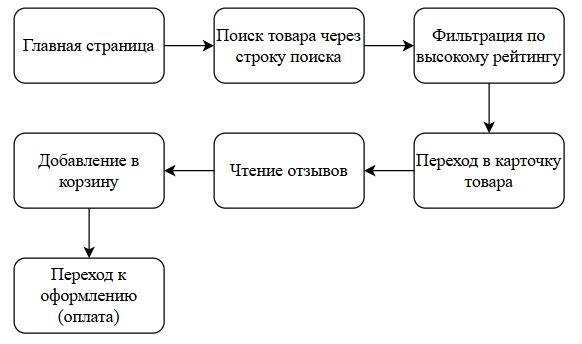 Главная страница
Поиск товара через
строку поиска
Фильтрация по
высокому рейтингу
Переход в карточку
товара
Чтение отзывов
Добавление в
корзину
Переход к
оформлению
(оплата)